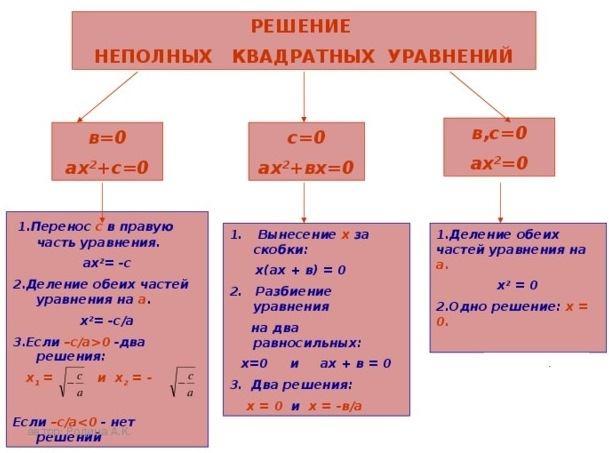 РЕШЕНИЕ
НЕПОЛНЫХ КВАДРАТНЫХ УРАВНЕНИЙ
в=0
ах²+с=0
с=0
ах²+вх=0
в,с=0
ах²=0
1.Перенос с в правую
часть уравнения.
ах²= -с
2.Деление обеих частей
уравнения на а.
х²= -с/а
3.Если –с/а>0 -два
решения:
х₁ = √−c/a и х₂ = - √−c/a
Если –с/а<0 - нет
решений
1. Вынесение х за
скобки:
х(ах + в) = 0
2. Разбиение
уравнения
на два
равносильных:
х=0 и ах + в = 0
3. Два решения:
х = 0 и х = -в/а
1.Деление обеих
частей уравнения на
а.
х² = 0
2.Одно решение: х =
0.